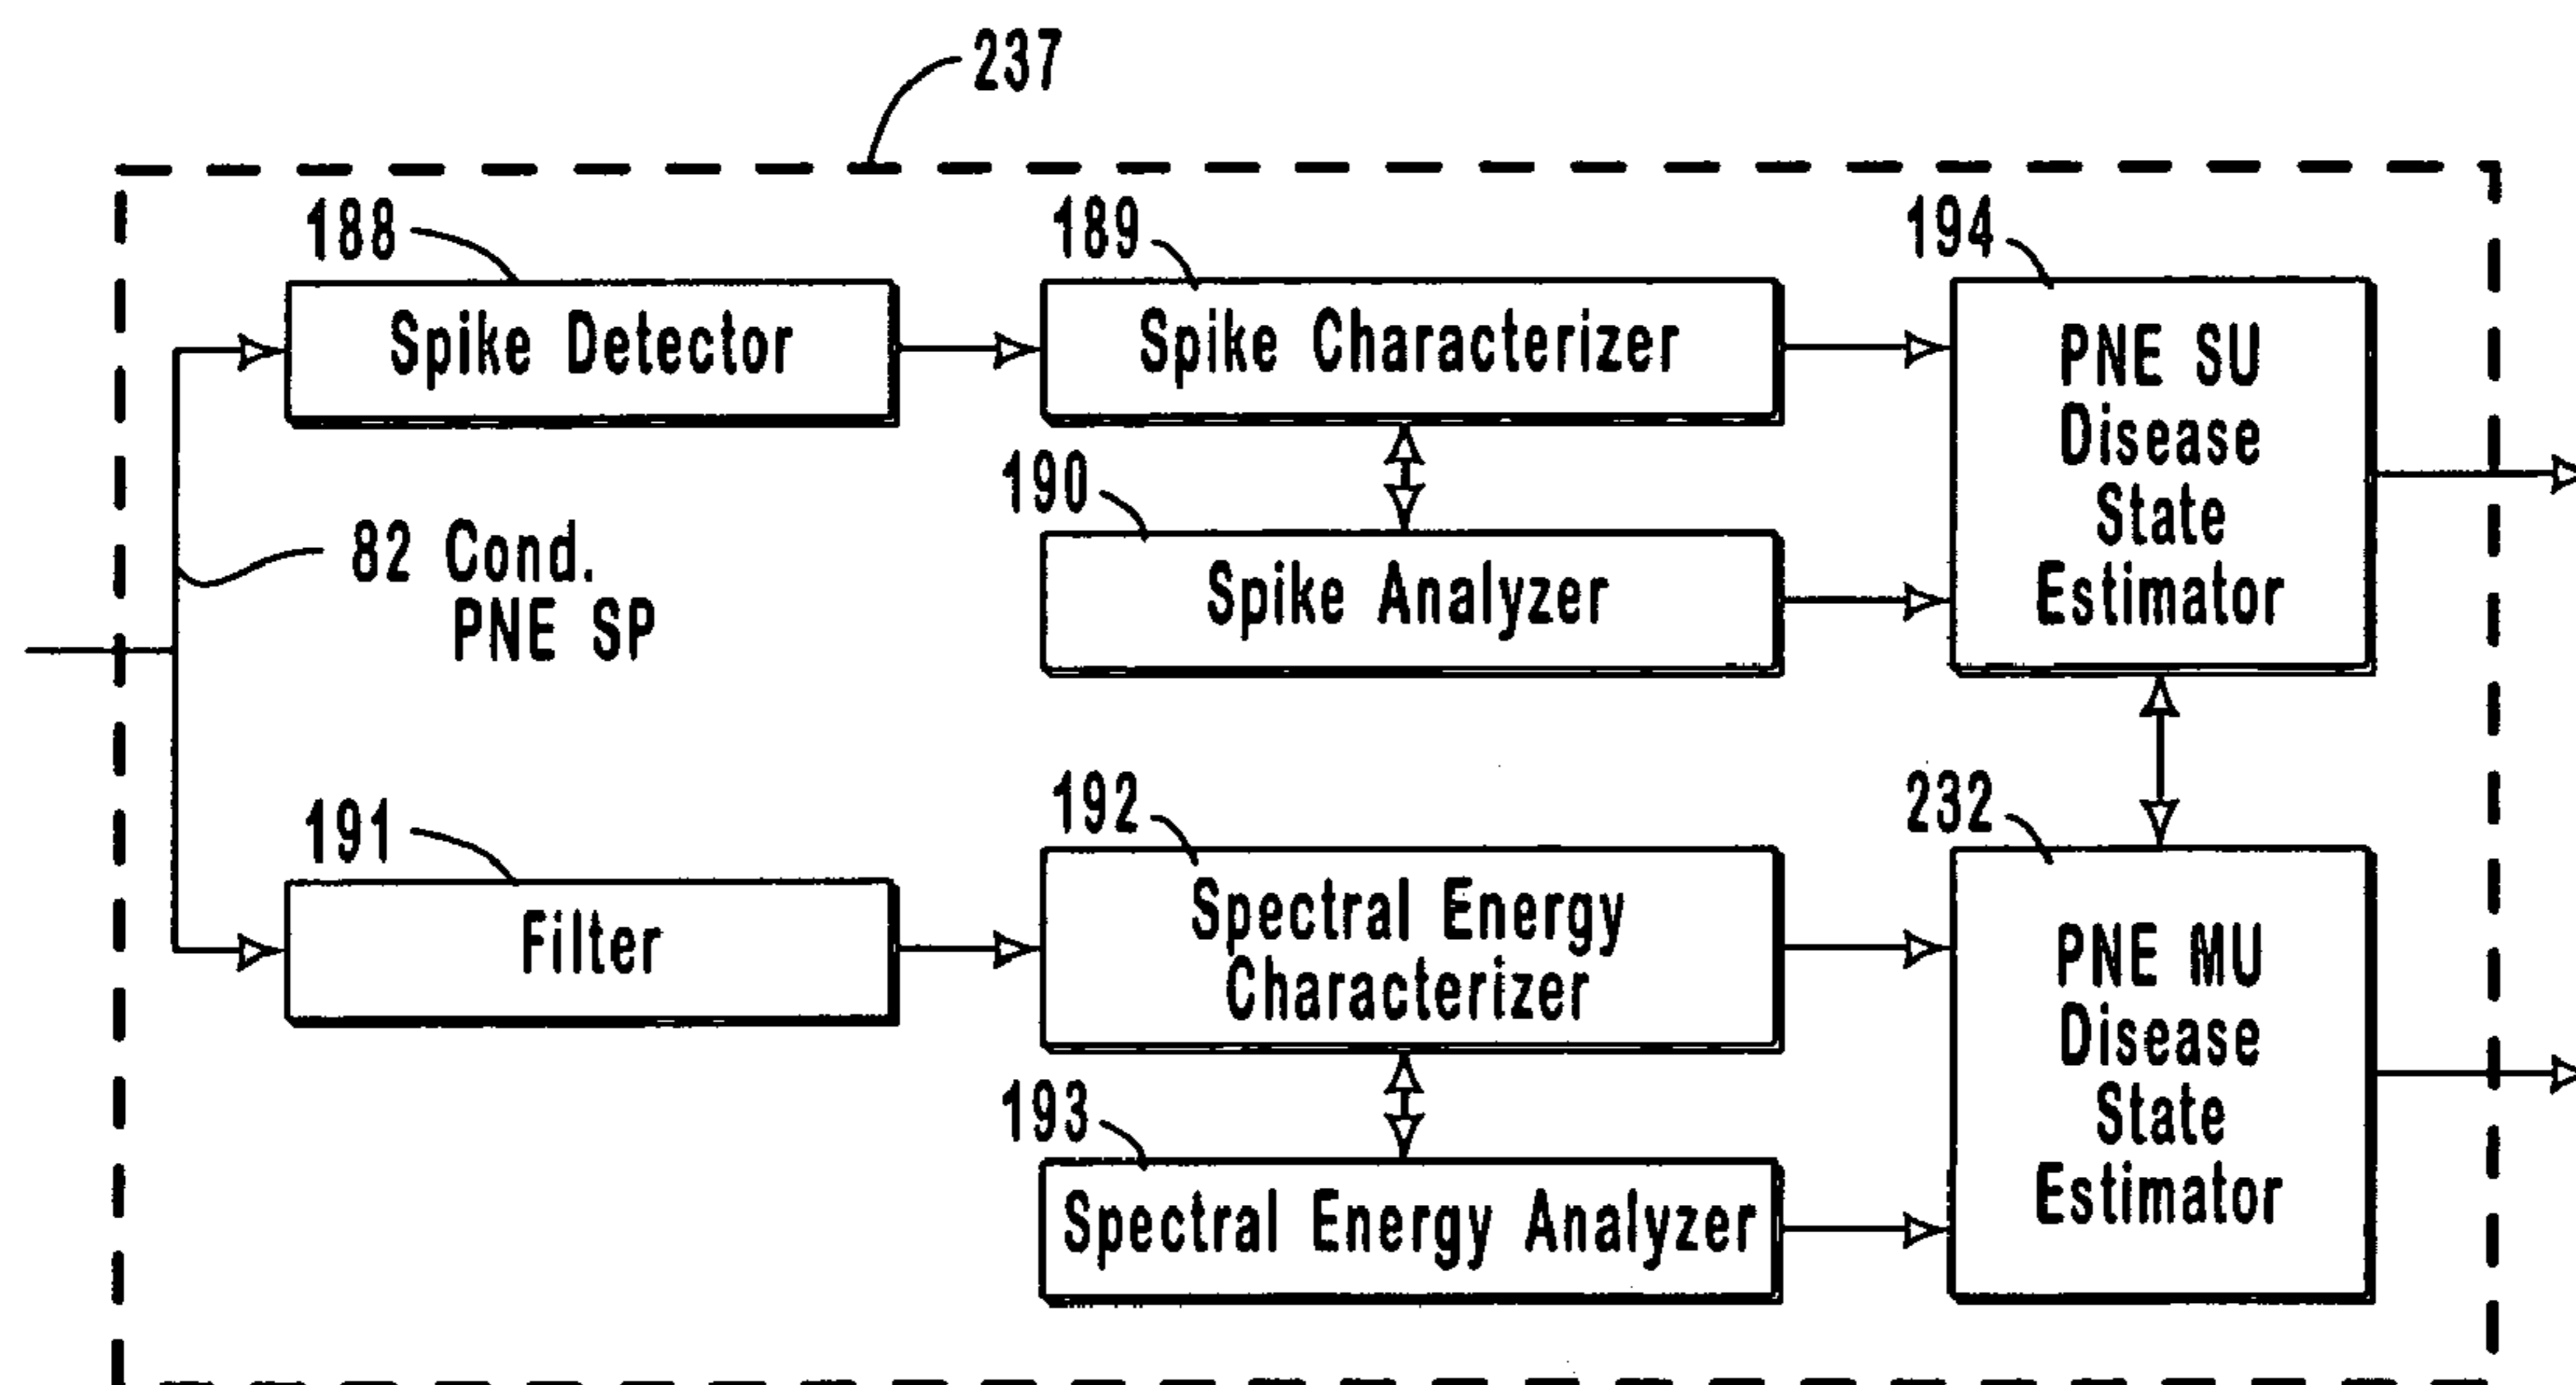 237
188
Spike Detector
189
Spike Characterizer
190
Spike Analyzer
194
PNE SU
Disease
State
Estimator
82 Cond.
PNE SP
191
Filter
192
Spectral Energy
Characterizer
193
Spectral Energy Analyzer
232
PNE MU
Disease
State
Estimator